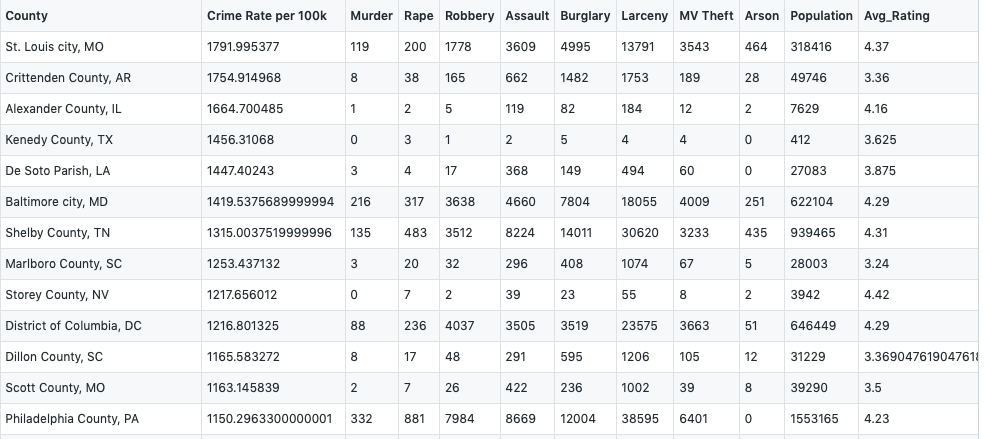 County Crime Rate per 100k Murder Rape Robbery Assault Burglary Larceny MV Theft Arson Population Avg_Rating
St. Louis city, MO 1791.995377 119 200 1778 3609 4995 13791 3543 464 318416 4.37
Crittenden County, AR 1754.914968 8 38 165 662 1482 1753 189 28 49746 3.36
Alexander County, IL 1664.700485 1 2 5 119 82 184 12 2 7629 4.16
Kenedy County, TX 1456.31068 0 3 1 2 5 4 4 0 412 3.625
De Soto Parish, LA 1447.40243 3 4 17 368 149 494 60 0 27083 3.875
Baltimore city, MD 1419.5375689999994 216 317 3638 4660 7804 18055 4009 251 622104 4.29
Shelby County, TN 1315.0037519999996 135 483 3512 8224 14011 30620 3233 435 939465 4.31
Marlboro County, SC 1253.437132 3 20 32 296 408 1074 67 5 28003 3.24
Storey County, NV 1217.656012 0 7 2 39 23 55 8 2 3942 4.42
District of Columbia, DC 1216.801325 88 236 4037 3505 3519 23575 3663 51 646449 4.29
Dillon County, SC 1165.583272 8 17 48 291 595 1206 105 12 31229 3.369047619047618
Scott County, MO 1163.145839 2 7 26 422 236 1002 39 8 39290 3.5
Philadelphia County, PA 1150.2963300000001 332 881 7984 8669 12004 38595 6401 0 1553165 4.23